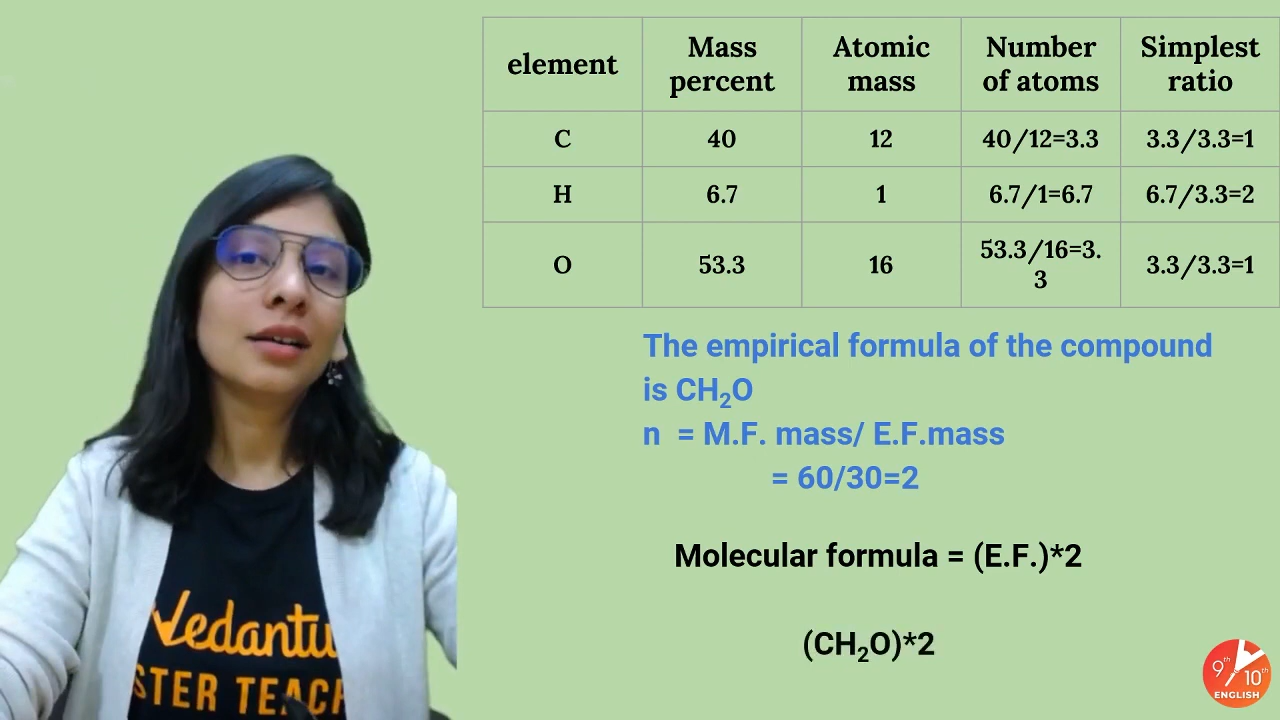 element
Mass
percent
Atomic
mass
Number
of atoms
Simplest
ratio
C
40
12
40/12=3.3
3.3/3.3=1
H
6.7
1
6.7/1=6.7
6.7/3.3=2
O
53.3
16
53.3/16=3.
3
3.3/3.3=1
The empirical formula of the compound
is CH₂O
n = M.F. mass/ E.F.mass
= 60/30=2
Molecular formula = (E.F.)*2
(CH₂O)*2
Vedantu
STER TEACH
9th 10th
ENGLISH